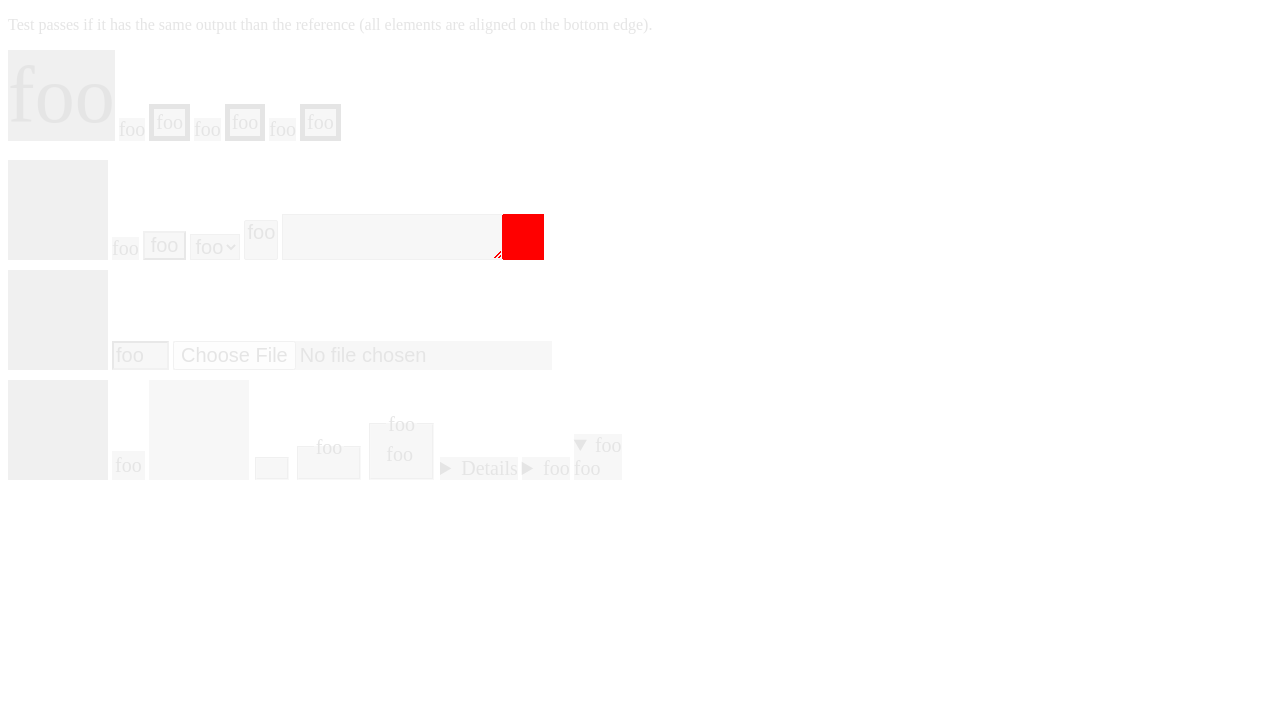 Test passes if it has the same output than the reference (all elements are aligned on the bottom edge).
foo foo foo foo foo foo foo
foo foo foo foo
foo Choose File No file chosen
foo foo foo foo Details foo foo foo